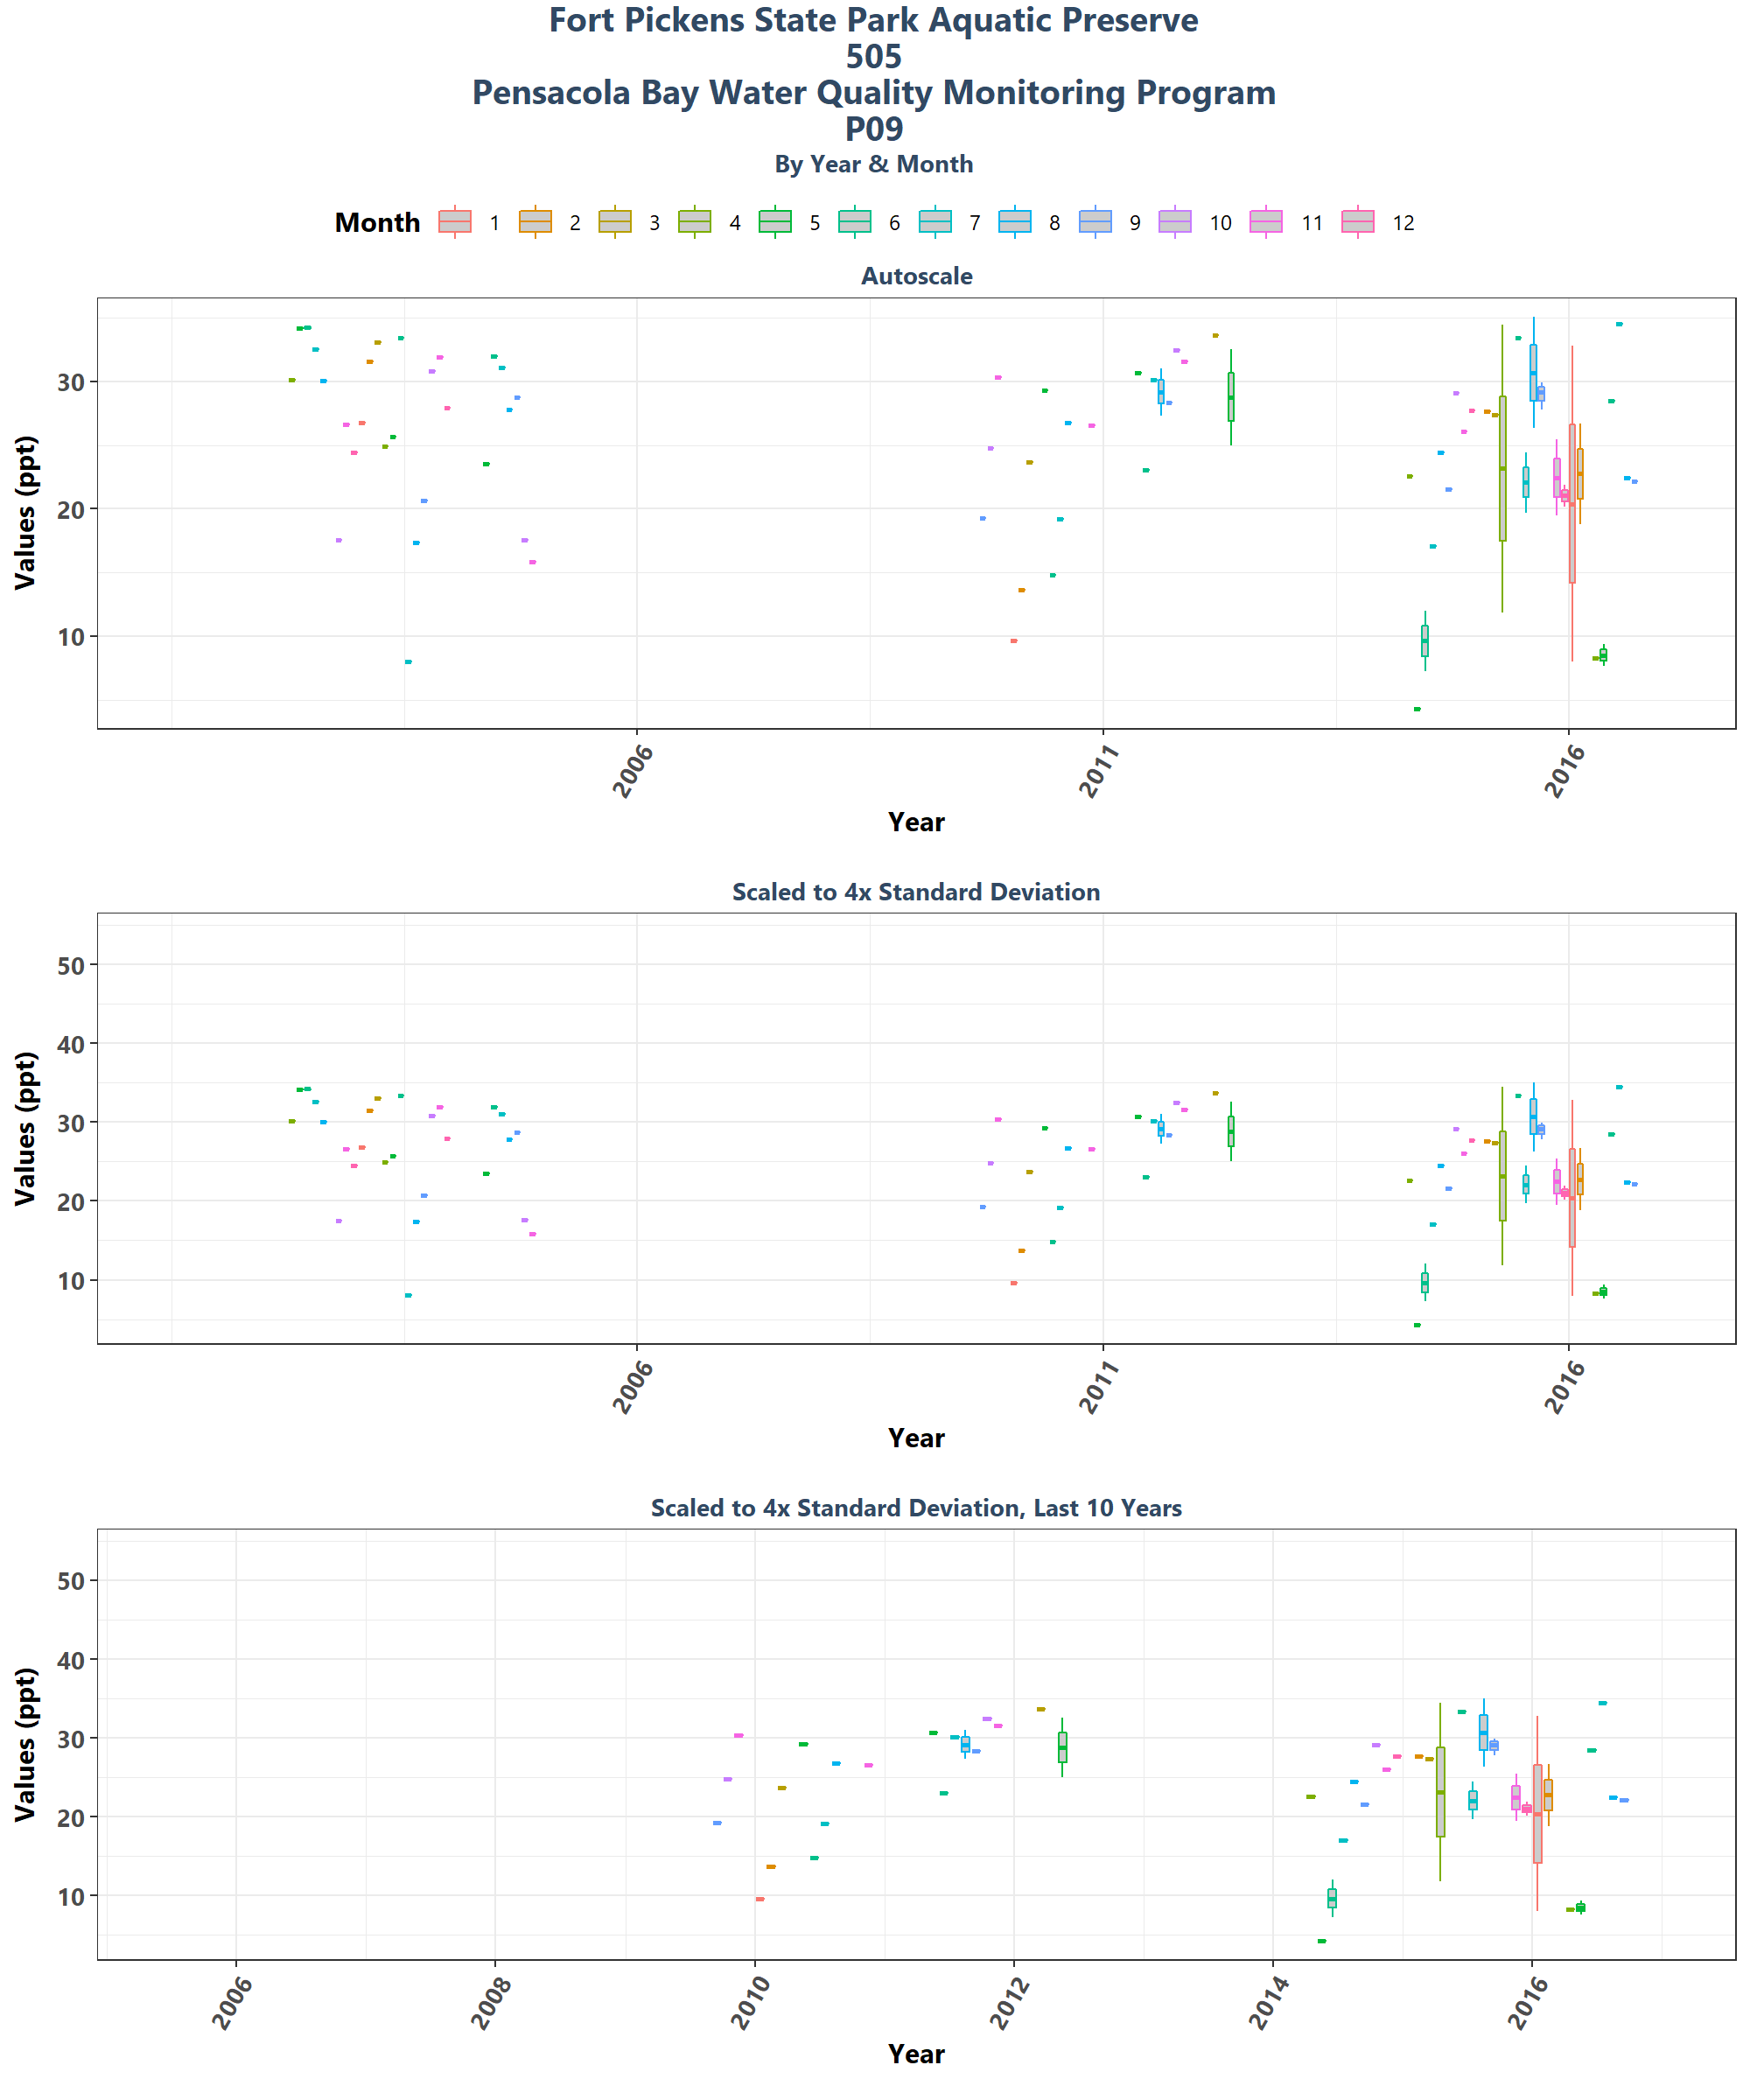 Fort Pickens State Park Aquatic Preserve
505
Pensacola Bay Water Quality Monitoring Program
P09
By Year & Month
Month 1 2 3 4 5 6 7 8 9 10 11 12
Autoscale
Values (ppt)
30
20
10
2006 2011 2016
Year
Scaled to 4x Standard Deviation
Values (ppt)
50
40
30
20
10
2006 2011 2016
Year
Scaled to 4x Standard Deviation, Last 10 Years
Values (ppt)
50
40
30
20
10
2006 2008 2010 2012 2014 2016
Year